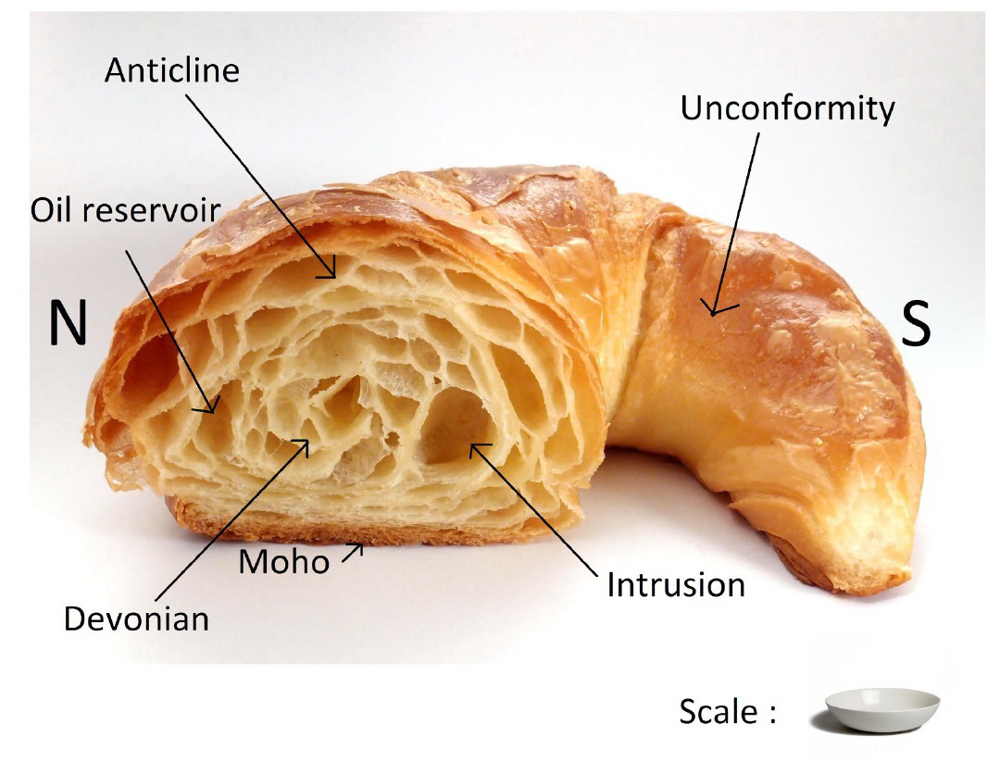 Anticline
Unconformity
Oil reservoir
N
S
Moho
Intrusion
Devonian
Scale :